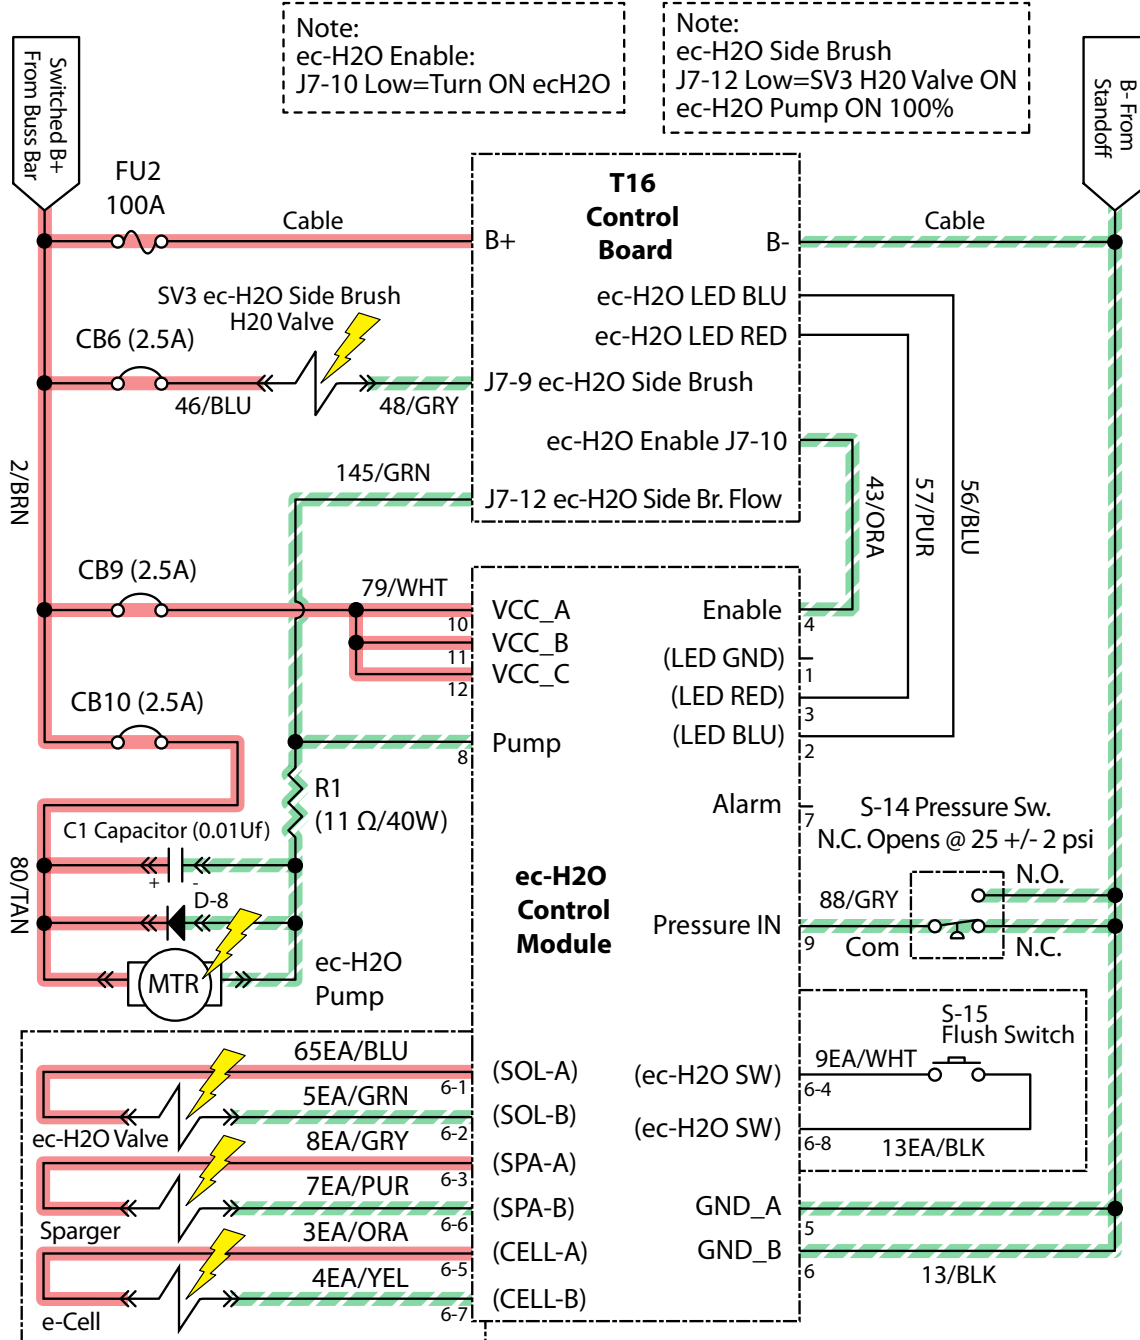 Note:
ec-H2O Enable:
J7-10 Low=Turn ON ecH2O
Note:
ec-H2O Side Brush
J7-12 Low=SV3 H20 Valve ON
ec-H2O Pump ON 100%
Switched B+
From Buss Bar
B- From
Standoff
FU2
100A
Cable
T16
Control
Board
B+
B-
Cable
SV3 ec-H2O Side Brush
H20 Valve
ec-H2O LED BLU
ec-H2O LED RED
CB6 (2.5A)
46/BLU
48/GRY
J7-9 ec-H2O Side Brush
ec-H2O Enable J7-10
145/GRN
J7-12 ec-H2O Side Br. Flow
2/BRN
43/ORA
57/PUR
56/BLU
CB9 (2.5A)
79/WHT
VCC_A
10
VCC_B
11
VCC_C
12
Enable
4
(LED GND)
1
(LED RED)
3
(LED BLU)
2
CB10 (2.5A)
Pump
8
R1
(11 Ω/40W)
Alarm
7
S-14 Pressure Sw.
N.C. Opens @ 25 +/- 2 psi
C1 Capacitor (0.01Uf)
+ -
80/TAN
D-8
MTR
ec-H2O
Pump
ec-H2O
Control
Module
Pressure IN
9
88/GRY
Com
N.O.
N.C.
S-15
Flush Switch
65EA/BLU
6-1
(SOL-A)
5EA/GRN
6-2
(SOL-B)
ec-H2O Valve
8EA/GRY
6-3
(SPA-A)
7EA/PUR
6-6
(SPA-B)
Sparger
3EA/ORA
6-5
(CELL-A)
4EA/YEL
6-7
(CELL-B)
e-Cell
(ec-H2O SW)
9EA/WHT
6-4
(ec-H2O SW)
6-8
13EA/BLK
GND_A
5
GND_B
6
13/BLK